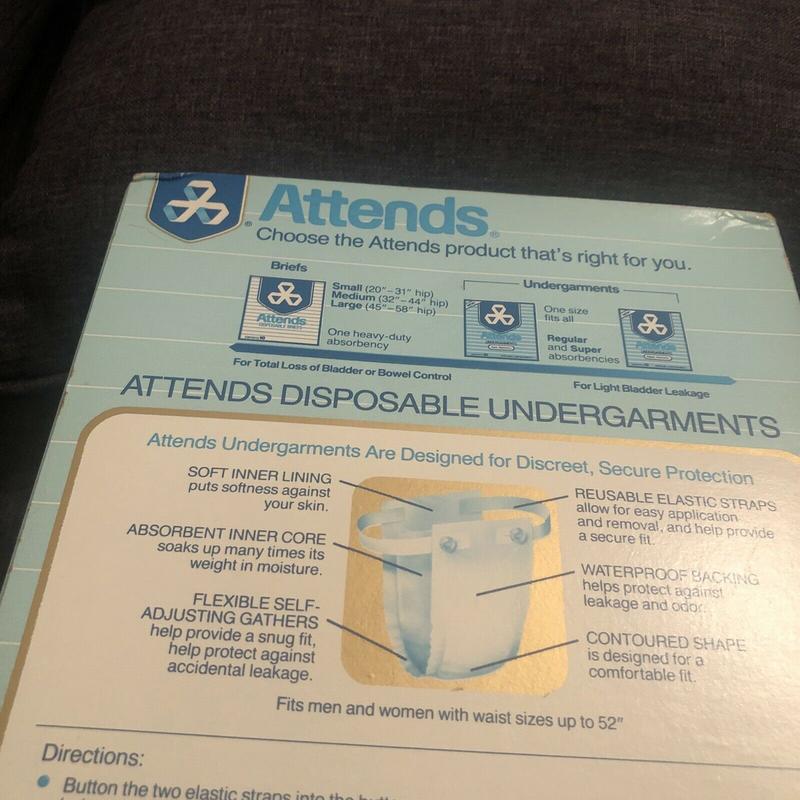 Attends®
Choose the Attends product that's right for you.
Briefs
Small (20"–31" hip)
Medium (32"–44" hip)
Large (45"–58" hip)
One heavy-duty
absorbency
Attends
Undergarments
One size
fits all
Regular
and Super
absorbencies
For Total Loss of Bladder or Bowel Control
For Light Bladder Leakage
ATTENDS DISPOSABLE UNDERGARMENTS
Attends Undergarments Are Designed for Discreet, Secure Protection
SOFT INNER LINING
puts softness against
your skin.
ABSORBENT INNER CORE
soaks up many times its
weight in moisture.
FLEXIBLE SELF-
ADJUSTING GATHERS
help provide a snug fit,
help protect against
accidental leakage.
REUSABLE ELASTIC STRAPS
allow for easy application
and removal, and help provide
a secure fit.
WATERPROOF BACKING
helps protect against
leakage and odor.
CONTOURED SHAPE
is designed for a
comfortable fit.
Fits men and women with waist sizes up to 52"
Directions:
• Button the two elastic straps into the